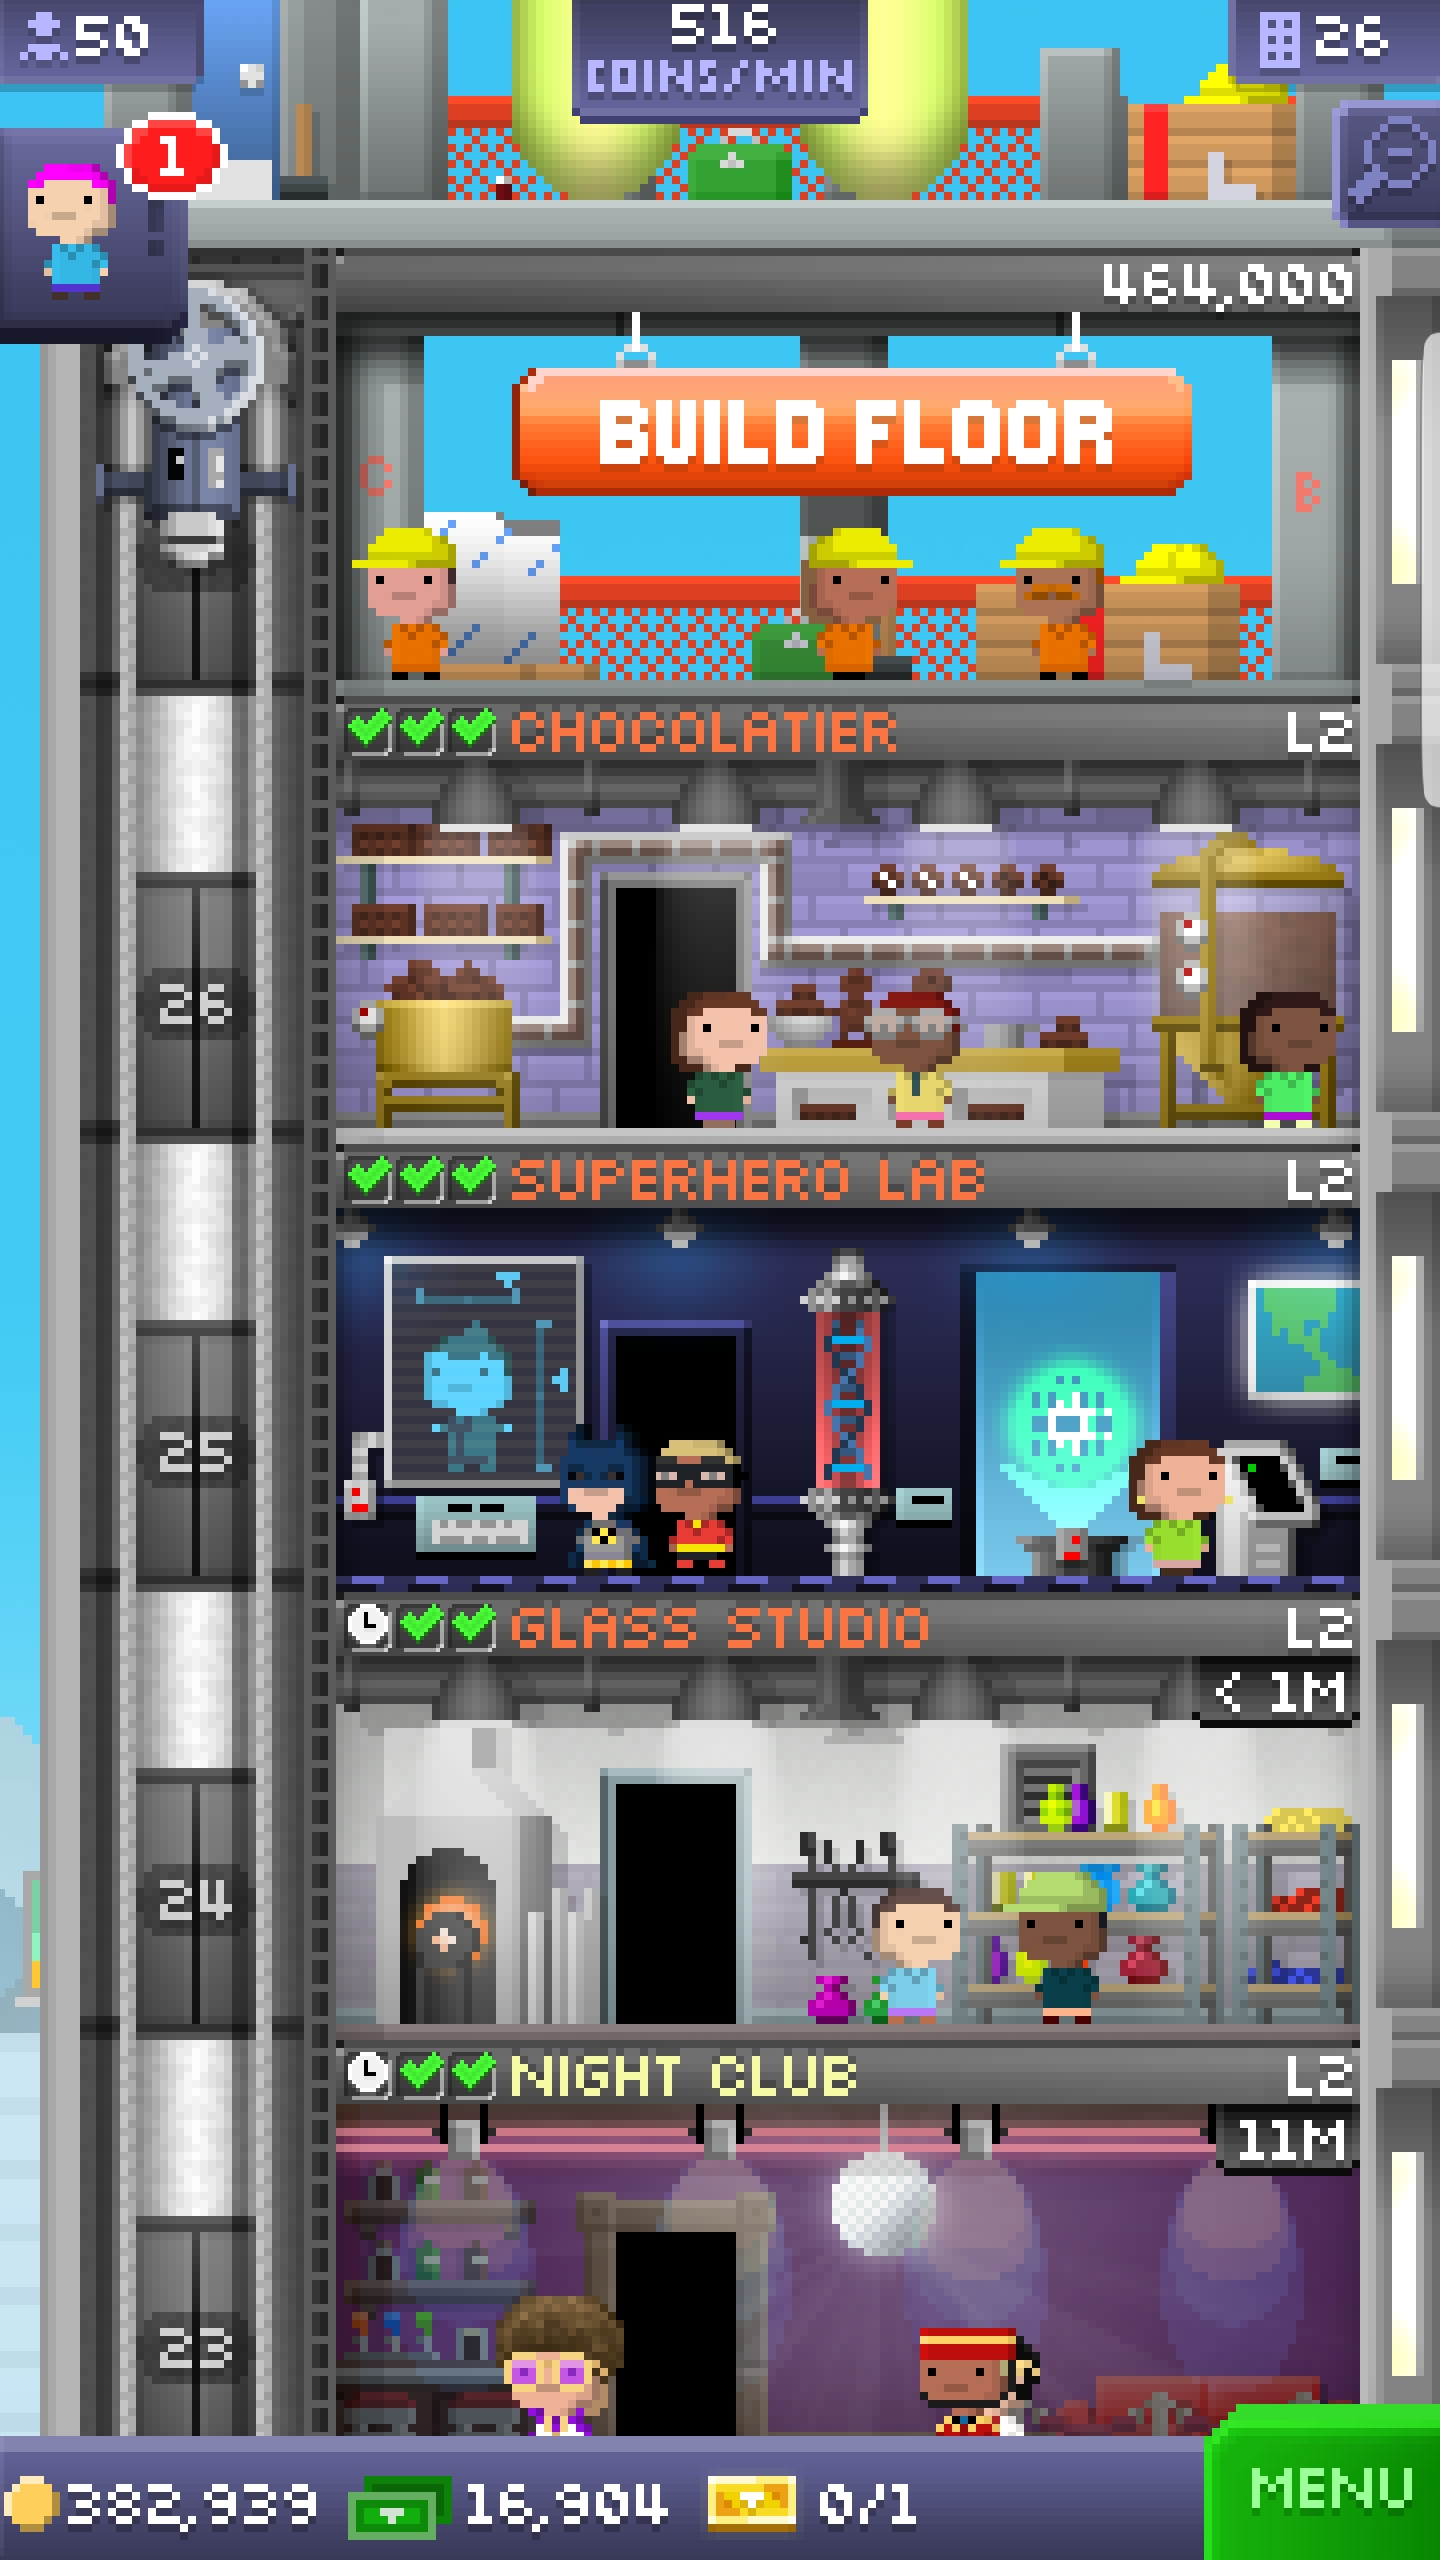 50
516
COINS/MIN
26
1
464,000
BUILD FLOOR
C
B
CHOCOLATIER L2
26
SUPERHERO LAB L2
25
GLASS STUDIO L2
< 1M
24
NIGHT CLUB L2
11M
23
382,939 16,904 0/1 MENU